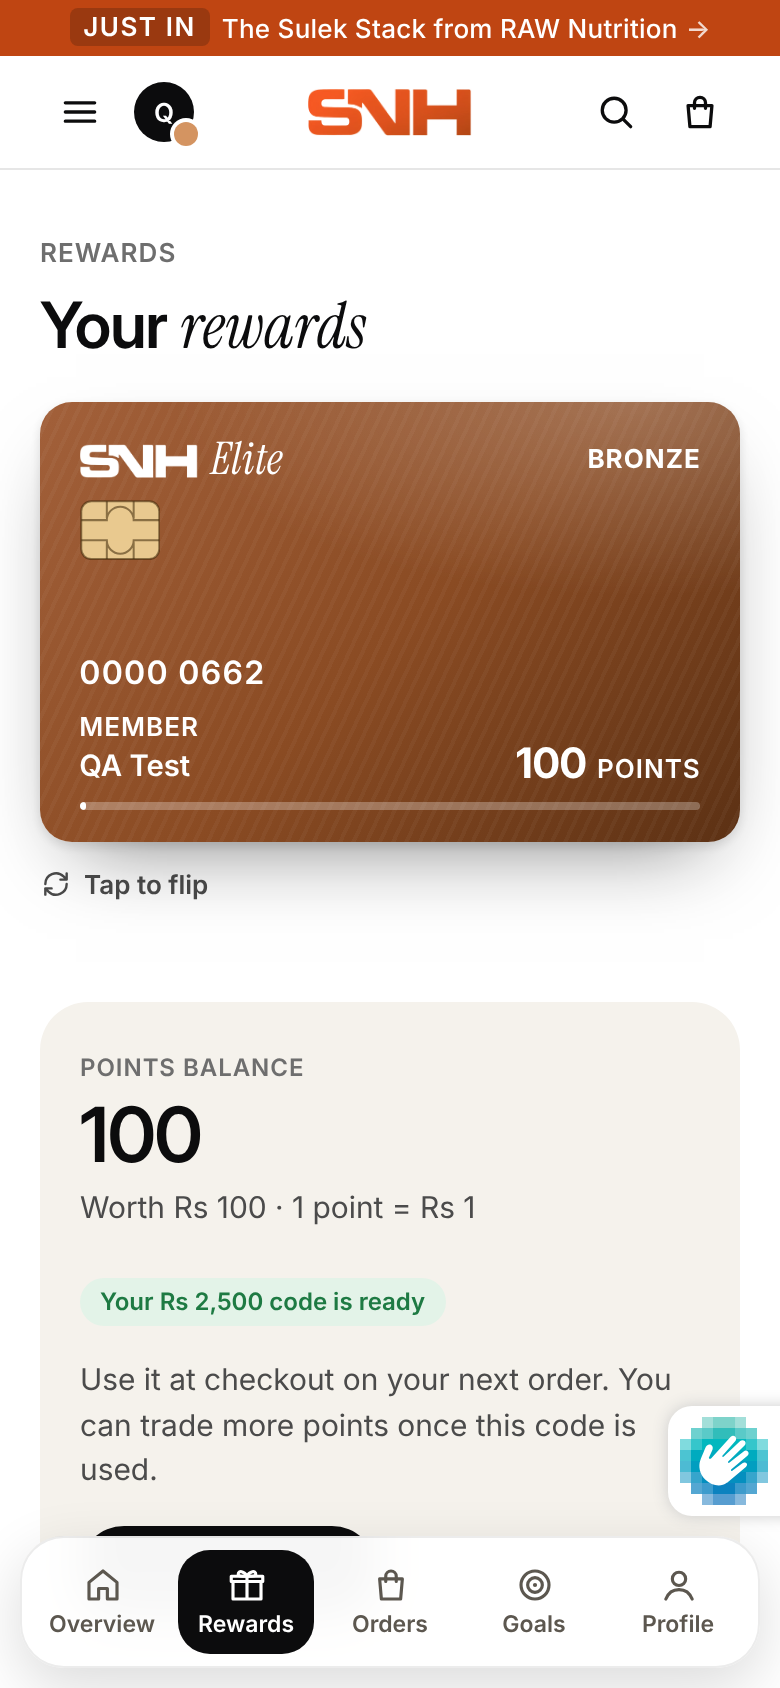 JUST IN The Sulek Stack from RAW Nutrition →
Q SNH
REWARDS
Your rewards
SNH Elite BRONZE
0000 0662
MEMBER
QA Test 100 POINTS
Tap to flip
POINTS BALANCE
100
Worth Rs 100 · 1 point = Rs 1
Your Rs 2,500 code is ready
Use it at checkout on your next order. You
can trade more points once this code is
used.
Overview Rewards Orders Goals Profile